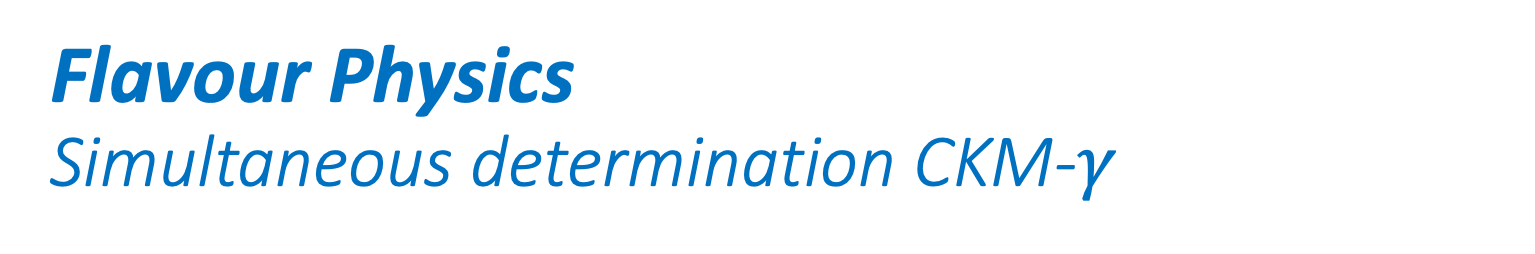 Flavour Physics
Simultaneous determination CKM-γ